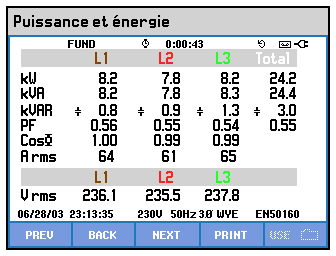 Puissance et énergie
FUND 0:00:43
L1 L2 L3 Total
kW 8.2 7.8 8.2 24.2
kVA 8.2 7.8 8.3 24.4
kVAR ÷ 0.8 ÷ 0.9 ÷ 1.3 ÷ 3.0
PF 0.56 0.55 0.54 0.55
CosΦ 1.00 0.99 0.99
A rms 64 61 65
L1 L2 L3
V rms 236.1 235.5 237.8
06/28/03 23:13:35 230V 50Hz 3Ø WYE EN50160
PREU BACK NEXT PRINT USE